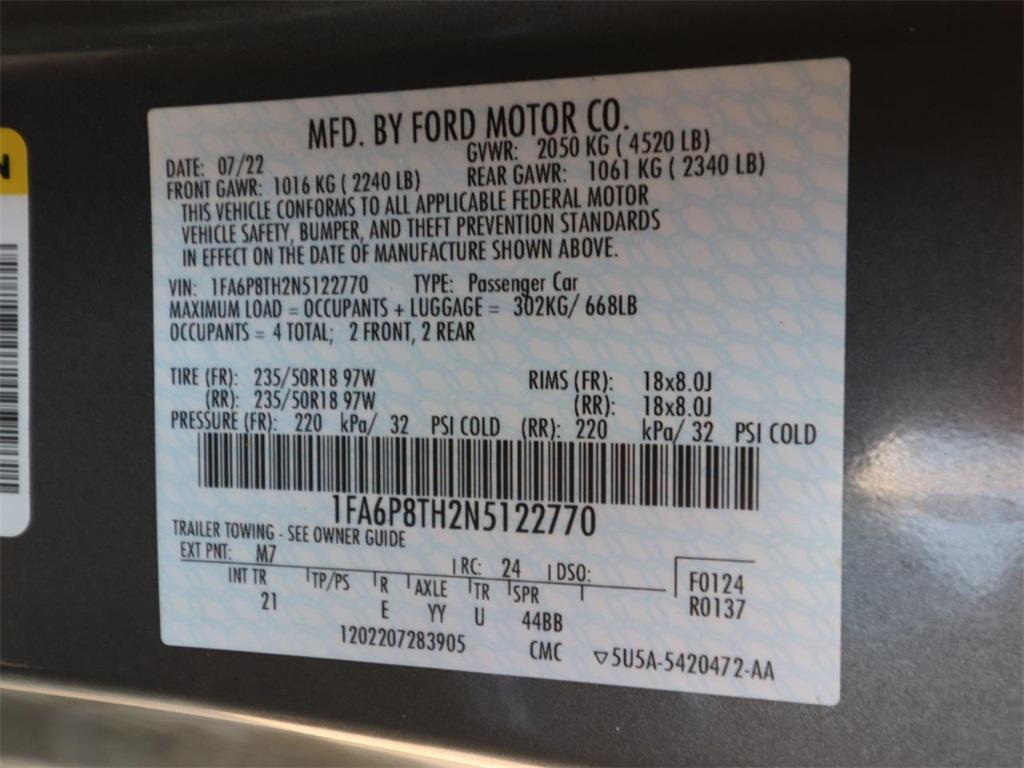 N
MFD. BY FORD MOTOR CO.
DATE: 07/22 GVWR: 2050 KG ( 4520 LB)
FRONT GAWR: 1016 KG ( 2240 LB) REAR GAWR: 1061 KG ( 2340 LB)
THIS VEHICLE CONFORMS TO ALL APPLICABLE FEDERAL MOTOR
VEHICLE SAFETY, BUMPER, AND THEFT PREVENTION STANDARDS
IN EFFECT ON THE DATE OF MANUFACTURE SHOWN ABOVE.
VIN: 1FA6P8TH2N5122770 TYPE: Passenger Car
MAXIMUM LOAD = OCCUPANTS + LUGGAGE = 302KG/ 668LB
OCCUPANTS = 4 TOTAL; 2 FRONT, 2 REAR
TIRE (FR): 235/50R18 97W RIMS (FR): 18x8.0J
(RR): 235/50R18 97W (RR): 18x8.0J
PRESSURE (FR): 220 kPa/ 32 PSI COLD (RR): 220 kPa/ 32 PSI COLD
1FA6P8TH2N5122770
TRAILER TOWING - SEE OWNER GUIDE
EXT PNT: M7 RC: 24 DSO:
INT TR TP/PS R AXLE TR SPR F0124
21 E YY U 44BB R0137
1202207283905 CMC ▽5U5A-5420472-AA